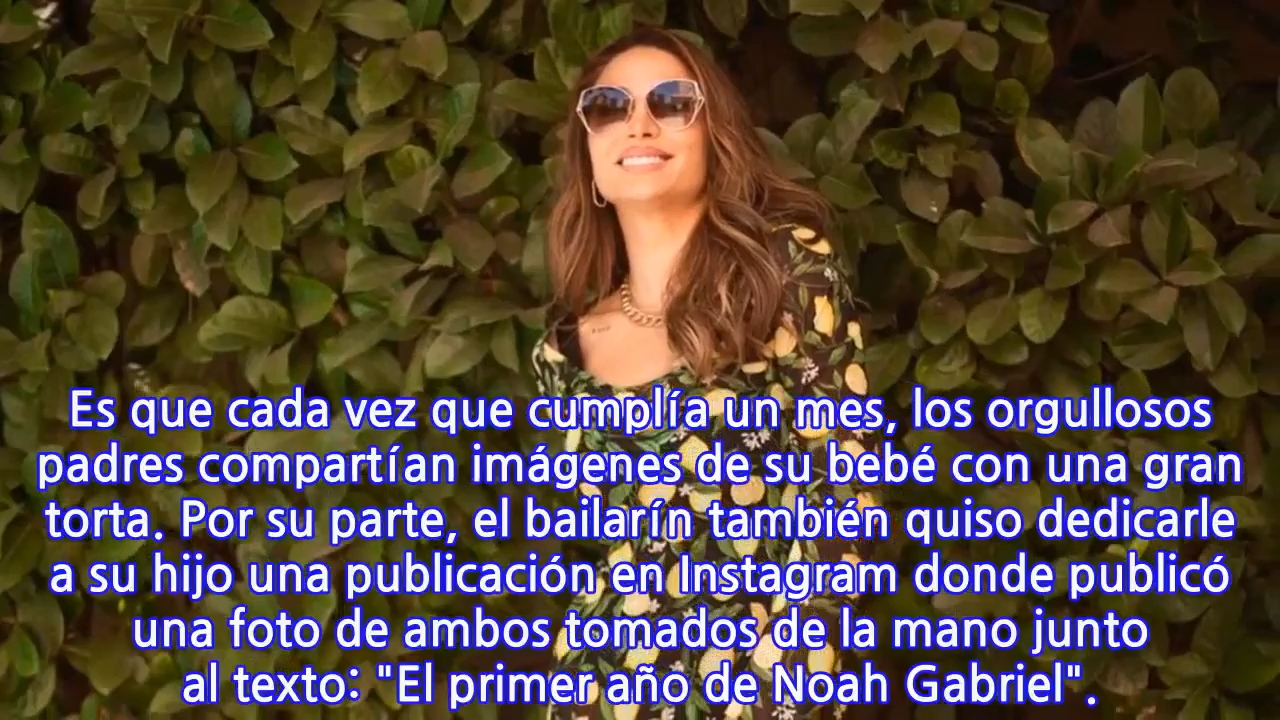 Es que cada vez que cumplía un mes, los orgullosos
padres compartían imágenes de su bebé con una gran
torta. Por su parte, el bailarín también quiso dedicarle
a su hijo una publicación en Instagram donde publicó
una foto de ambos tomados de la mano junto
al texto: "El primer año de Noah Gabriel".